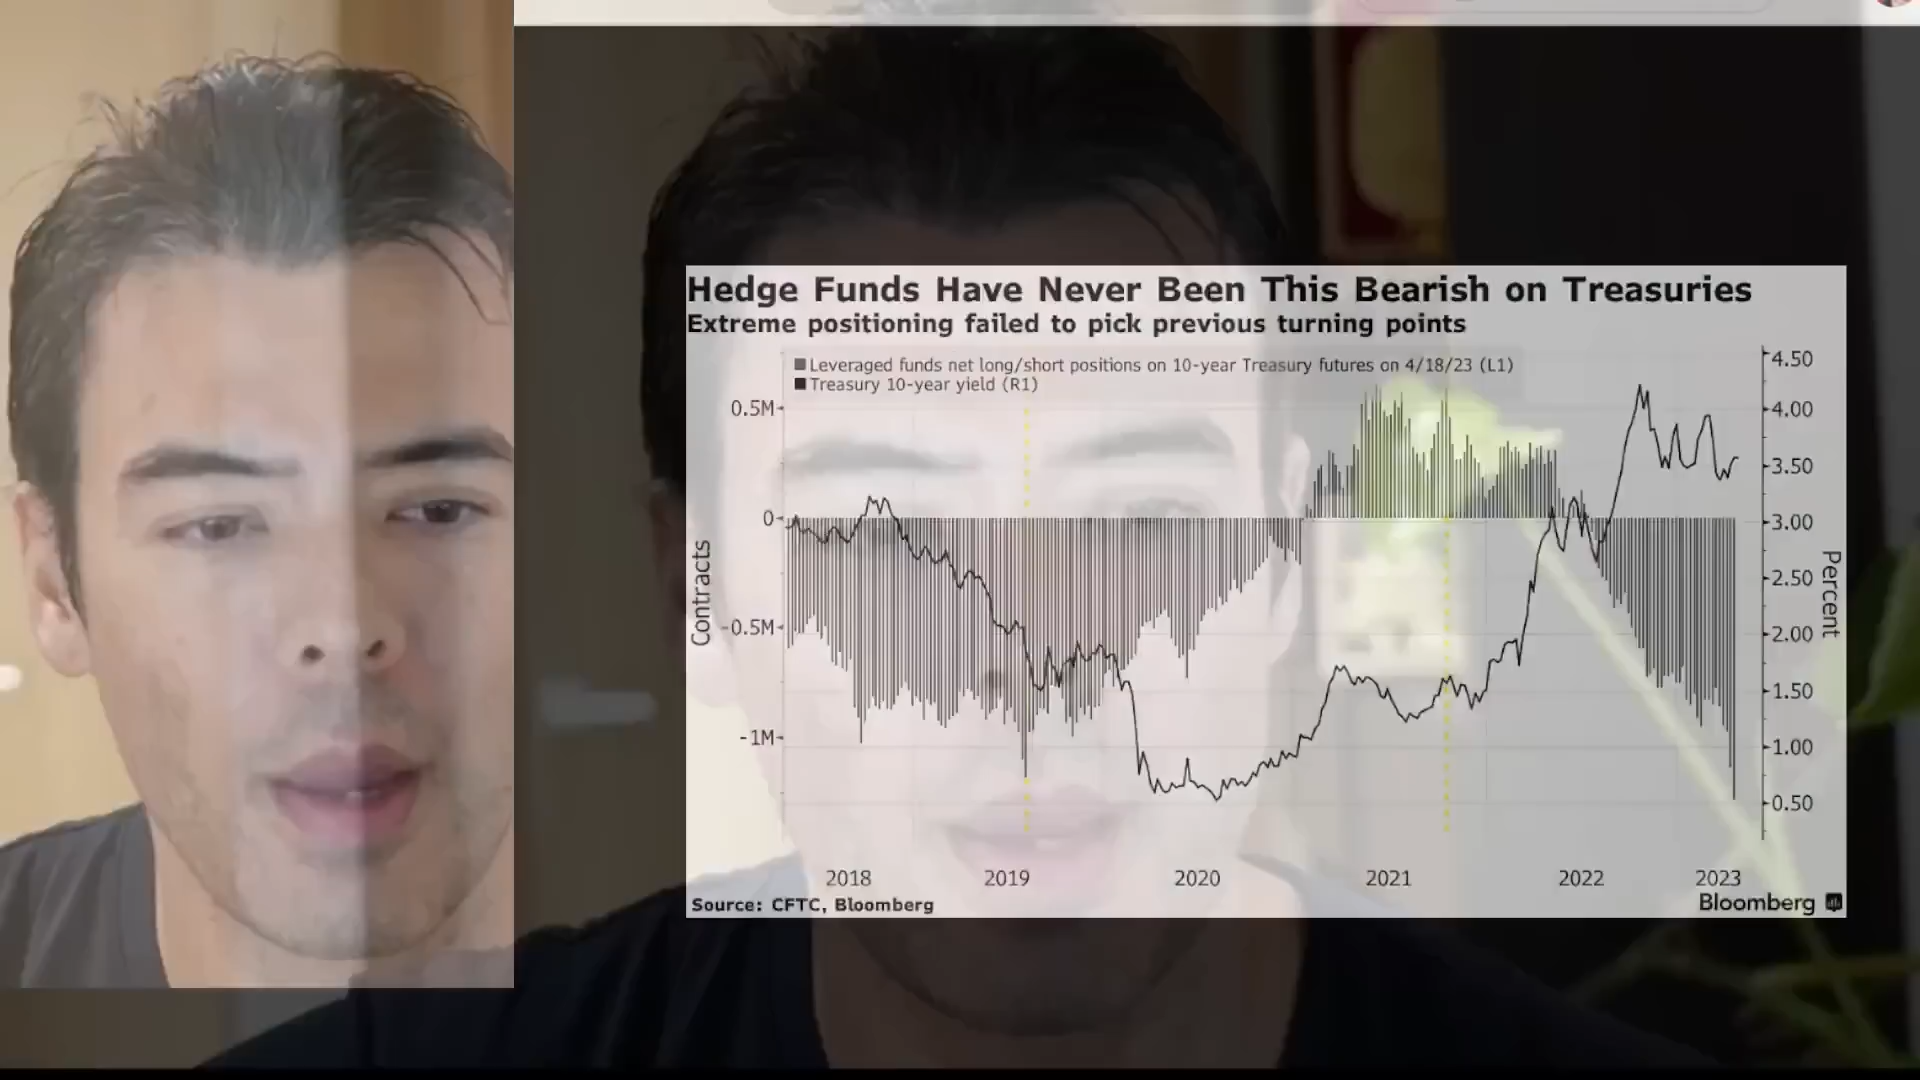 Hedge Funds Have Never Been This Bearish on Treasuries
Extreme positioning failed to pick previous turning points
Leveraged funds net long/short positions on 10-year Treasury futures on 4/18/23 (L1)
Treasury 10-year yield (R1)
0.5M
0
-0.5M
-1M
Contracts
4.50
4.00
3.50
3.00
2.50
2.00
1.50
1.00
0.50
Percent
2018 2019 2020 2021 2022 2023
Source: CFTC, Bloomberg
Bloomberg